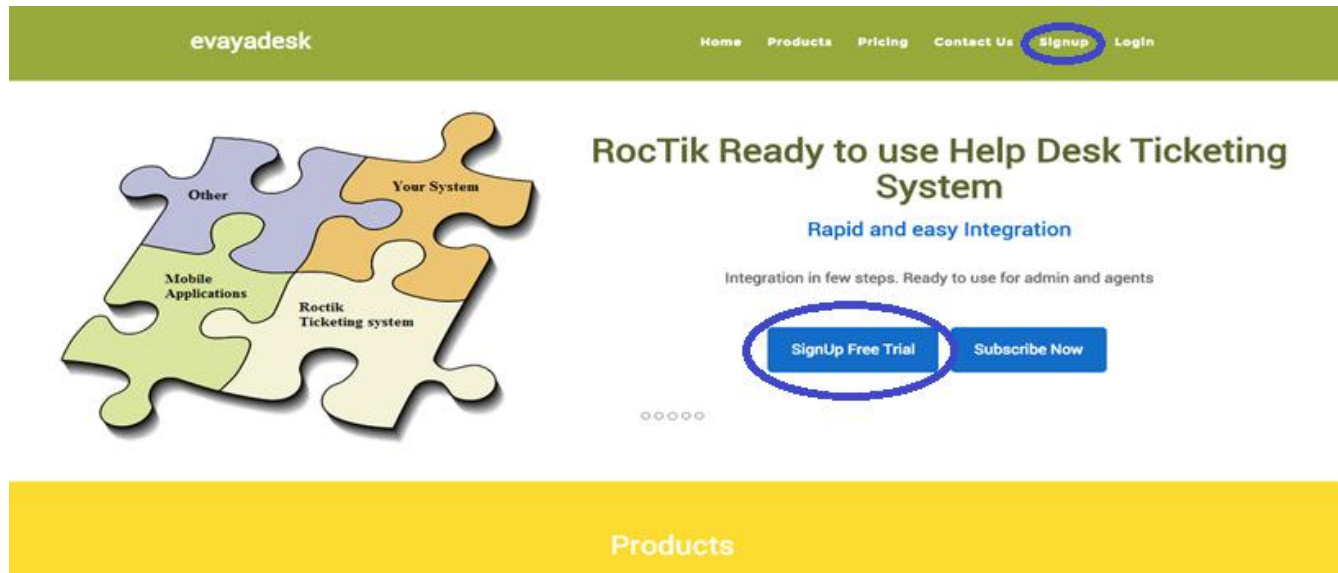 evayadesk
Home Products Pricing Contact Us Signup Login
RocTik Ready to use Help Desk Ticketing
System
Rapid and easy Integration
Integration in few steps. Ready to use for admin and agents
SignUp Free Trial Subscribe Now
Other
Your System
Mobile
Applications
Roctik
Ticketing system
Products